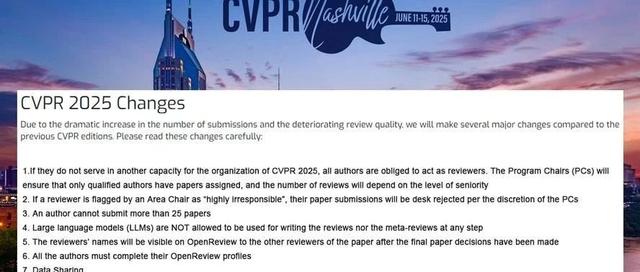 CVPR Nashville JUNE 11-15, 2025
CVPR 2025 Changes
Due to the dramatic increase in the number of submissions and the deteriorating review quality, we will make several major changes compared to the
previous CVPR editions. Please read these changes carefully:
1.If they do not serve in another capacity for the organization of CVPR 2025, all authors are obliged to act as reviewers. The Program Chairs (PCs) will
ensure that only qualified authors have papers assigned, and the number of reviews will depend on the level of seniority
2. If a reviewer is flagged by an Area Chair as “highly irresponsible”, their paper submissions will be desk rejected per the discretion of the PCs
3. An author cannot submit more than 25 papers
4. Large language models (LLMs) are NOT allowed to be used for writing the reviews nor the meta-reviews at any step
5. The reviewers’ names will be visible on OpenReview to the other reviewers of the paper after the final paper decisions have been made
6. All the authors must complete their OpenReview profiles
7. Data Sharing